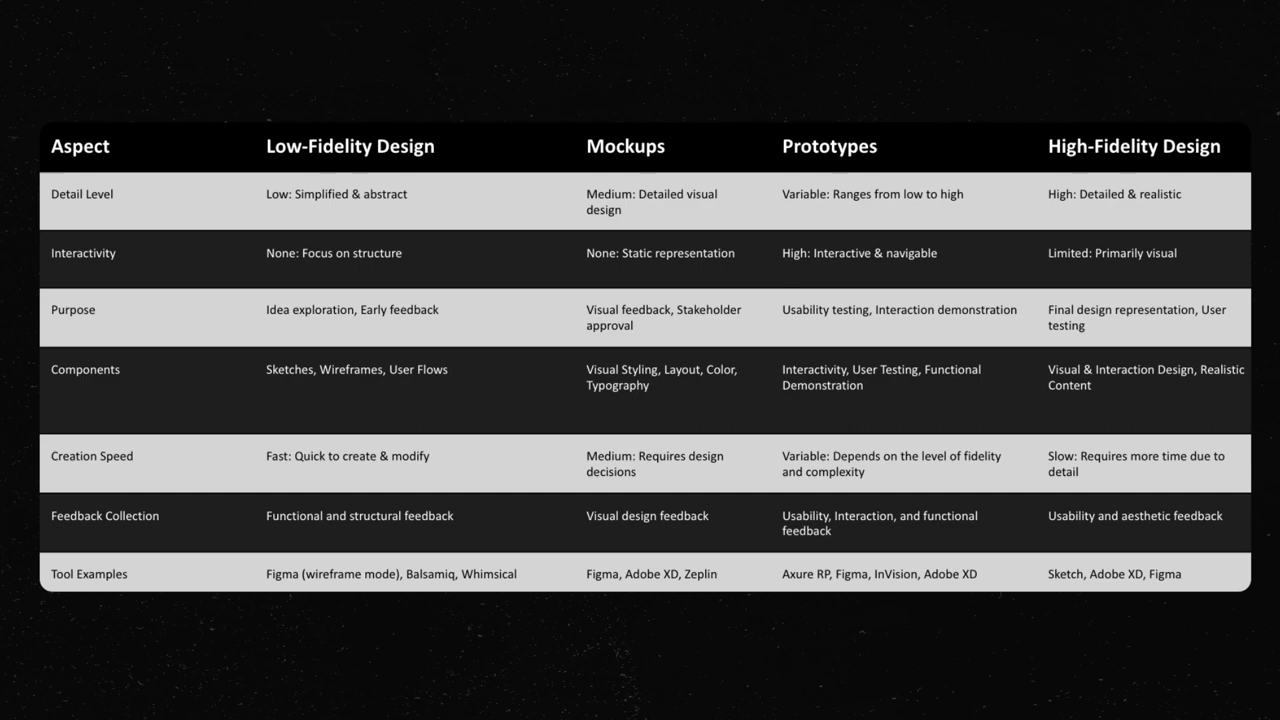 Aspect Low-Fidelity Design Mockups Prototypes High-Fidelity Design
Detail Level Low: Simplified & abstract Medium: Detailed visual Variable: Ranges from low to high High: Detailed & realistic
design
Interactivity None: Focus on structure None: Static representation High: Interactive & navigable Limited: Primarily visual
Purpose Idea exploration, Early feedback Visual feedback, Stakeholder Usability testing, Interaction demonstration Final design representation, User
approval testing
Components Sketches, Wireframes, User Flows Visual Styling, Layout, Color, Interactivity, User Testing, Functional Visual & Interaction Design, Realistic
Typography Demonstration Content
Creation Speed Fast: Quick to create & modify Medium: Requires design Variable: Depends on the level of fidelity Slow: Requires more time due to
decisions and complexity detail
Feedback Collection Functional and structural feedback Visual design feedback Usability, Interaction, and functional Usability and aesthetic feedback
feedback
Tool Examples Figma (wireframe mode), Balsamiq, Whimsical Figma, Adobe XD, Zeplin Axure RP, Figma, InVision, Adobe XD Sketch, Adobe XD, Figma